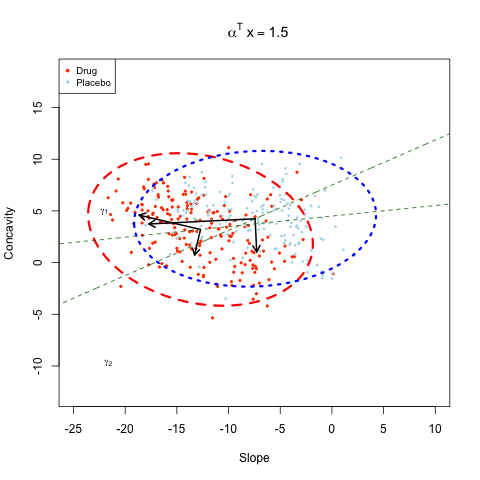 αᵀ x = 1.5
Drug
Placebo
15
10
5
0
-5
-10
Concavity
γ₁
γ₂
-25 -20 -15 -10 -5 0 5 10
Slope